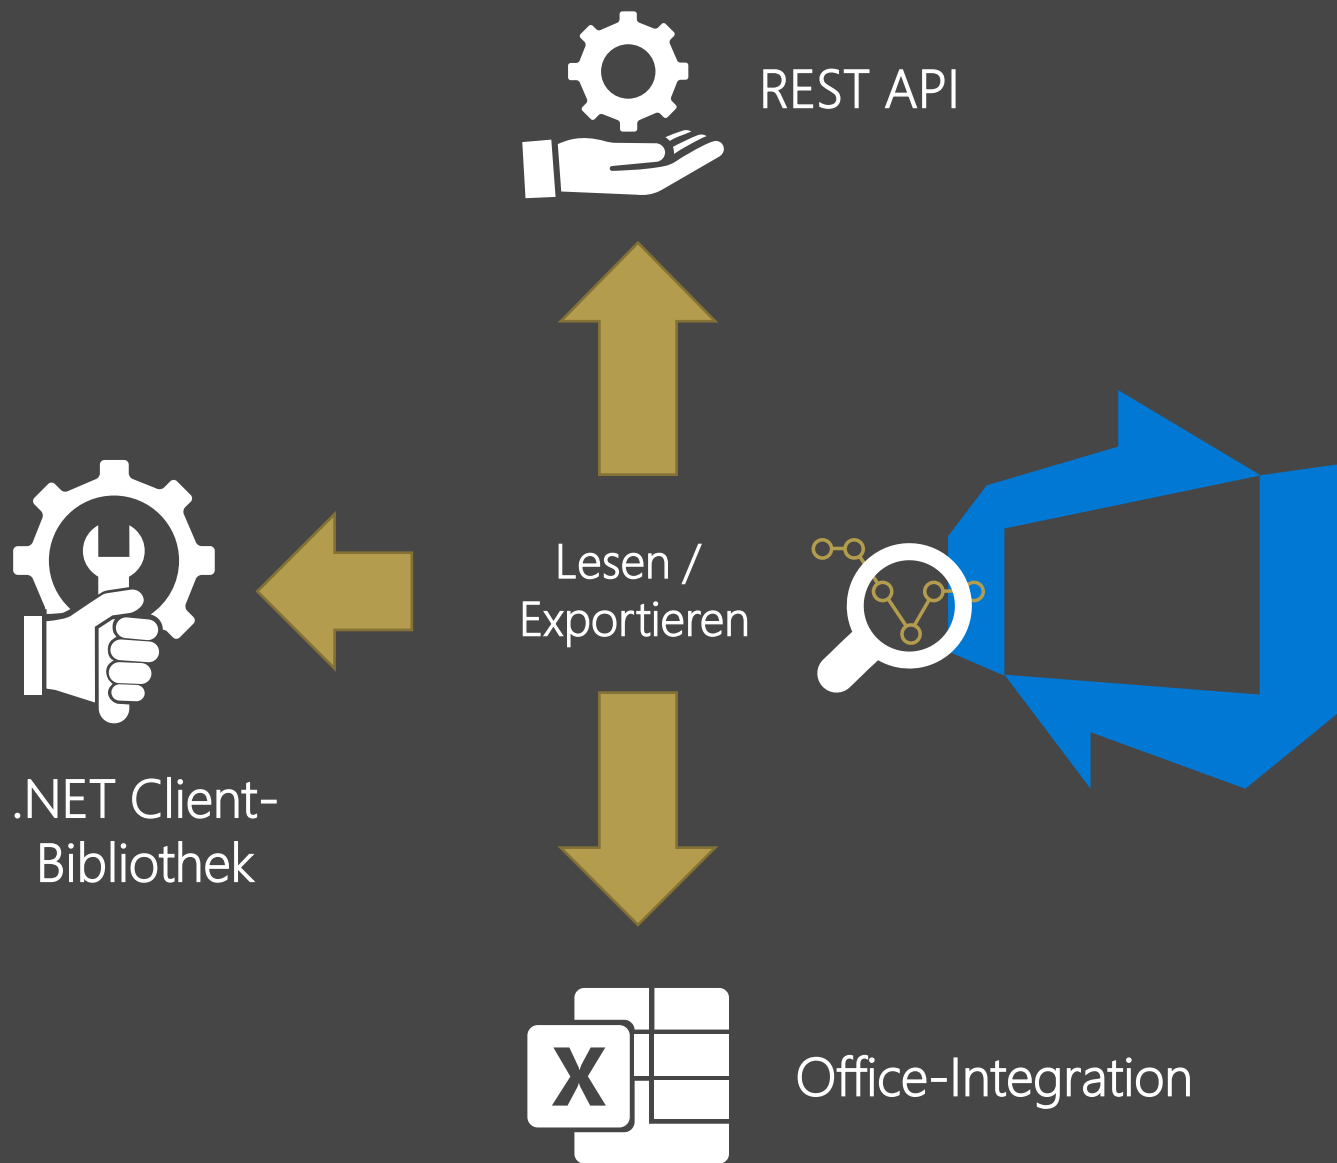 REST API
Lesen /
Exportieren
.NET Client-
Bibliothek
X
Office-Integration